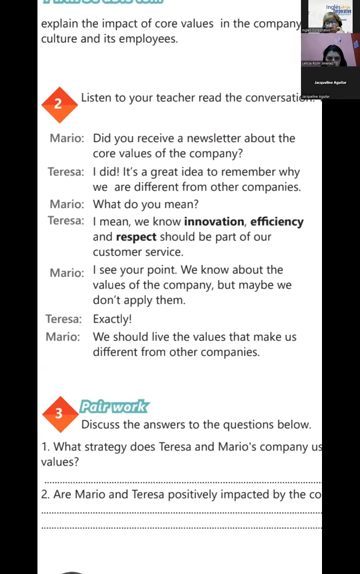 explain the impact of core values in the company
culture and its employees.
2
Listen to your teacher read the conversation.
Mario: Did you receive a newsletter about the
core values of the company?
Teresa: I did! It's a great idea to remember why
we are different from other companies.
Mario: What do you mean?
Teresa: I mean, we know innovation, efficiency
and respect should be part of our
customer service.
Mario: I see your point. We know about the
values of the company, but maybe we
don't apply them.
Teresa: Exactly!
Mario: We should live the values that make us
different from other companies.
3
Pair work
Discuss the answers to the questions below.
1. What strategy does Teresa and Mario's company us
values?
2. Are Mario and Teresa positively impacted by the co
Jacqueline Aguilar
Jacqueline Aguilar